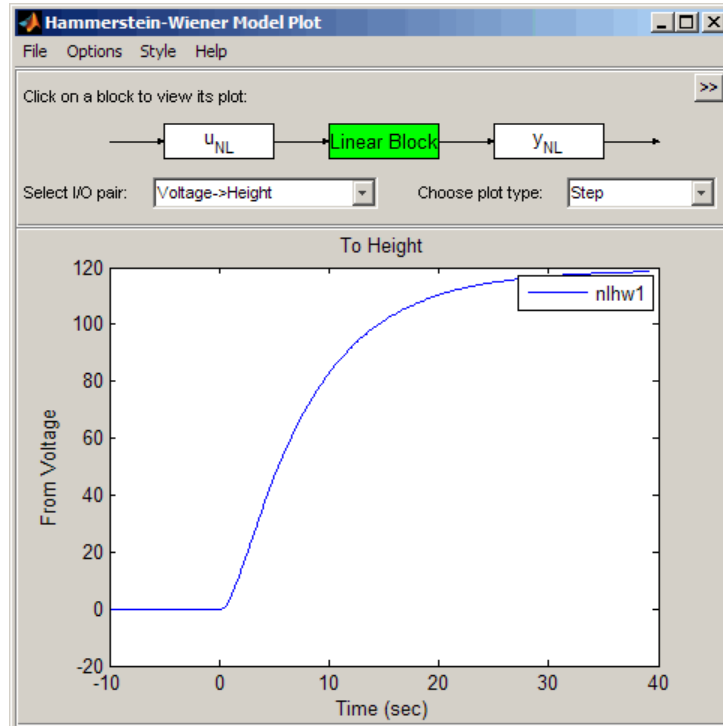 Hammerstein-Wiener Model Plot
File Options Style Help
Click on a block to view its plot:
>>
uNL Linear Block yNL
Select I/O pair: Voltage->Height Choose plot type: Step
To Height
nlhw1
From Voltage
120
100
80
60
40
20
0
-20
-10 0 10 20 30 40
Time (sec)